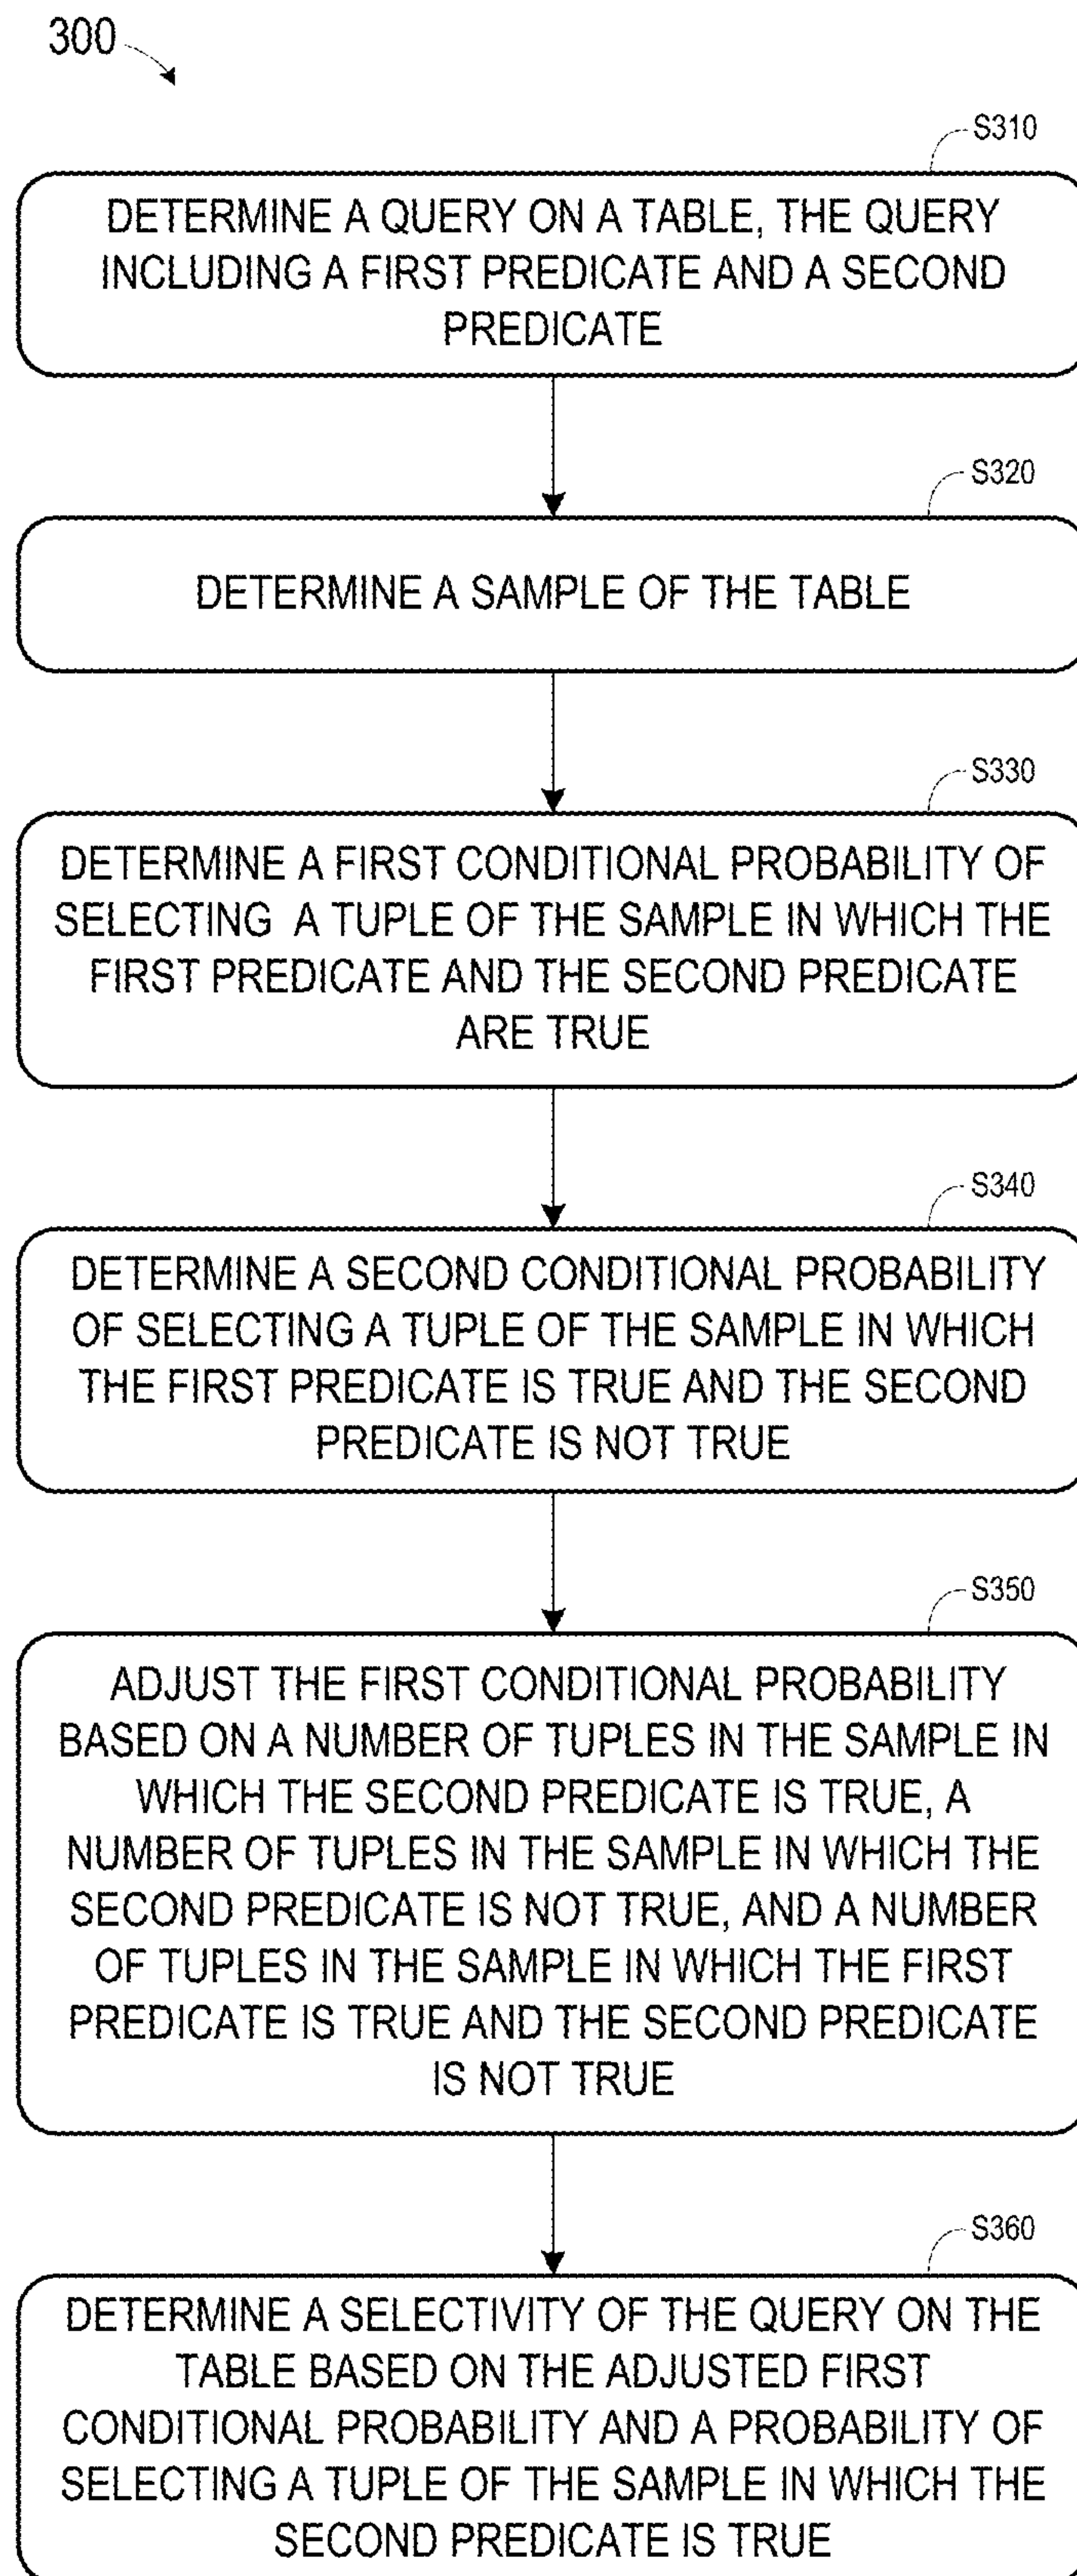 300
S310
DETERMINE A QUERY ON A TABLE, THE QUERY
INCLUDING A FIRST PREDICATE AND A SECOND
PREDICATE
S320
DETERMINE A SAMPLE OF THE TABLE
S330
DETERMINE A FIRST CONDITIONAL PROBABILITY OF
SELECTING A TUPLE OF THE SAMPLE IN WHICH THE
FIRST PREDICATE AND THE SECOND PREDICATE
ARE TRUE
S340
DETERMINE A SECOND CONDITIONAL PROBABILITY
OF SELECTING A TUPLE OF THE SAMPLE IN WHICH
THE FIRST PREDICATE IS TRUE AND THE SECOND
PREDICATE IS NOT TRUE
S350
ADJUST THE FIRST CONDITIONAL PROBABILITY
BASED ON A NUMBER OF TUPLES IN THE SAMPLE IN
WHICH THE SECOND PREDICATE IS TRUE, A
NUMBER OF TUPLES IN THE SAMPLE IN WHICH THE
SECOND PREDICATE IS NOT TRUE, AND A NUMBER
OF TUPLES IN THE SAMPLE IN WHICH THE FIRST
PREDICATE IS TRUE AND THE SECOND PREDICATE
IS NOT TRUE
S360
DETERMINE A SELECTIVITY OF THE QUERY ON THE
TABLE BASED ON THE ADJUSTED FIRST
CONDITIONAL PROBABILITY AND A PROBABILITY OF
SELECTING A TUPLE OF THE SAMPLE IN WHICH THE
SECOND PREDICATE IS TRUE